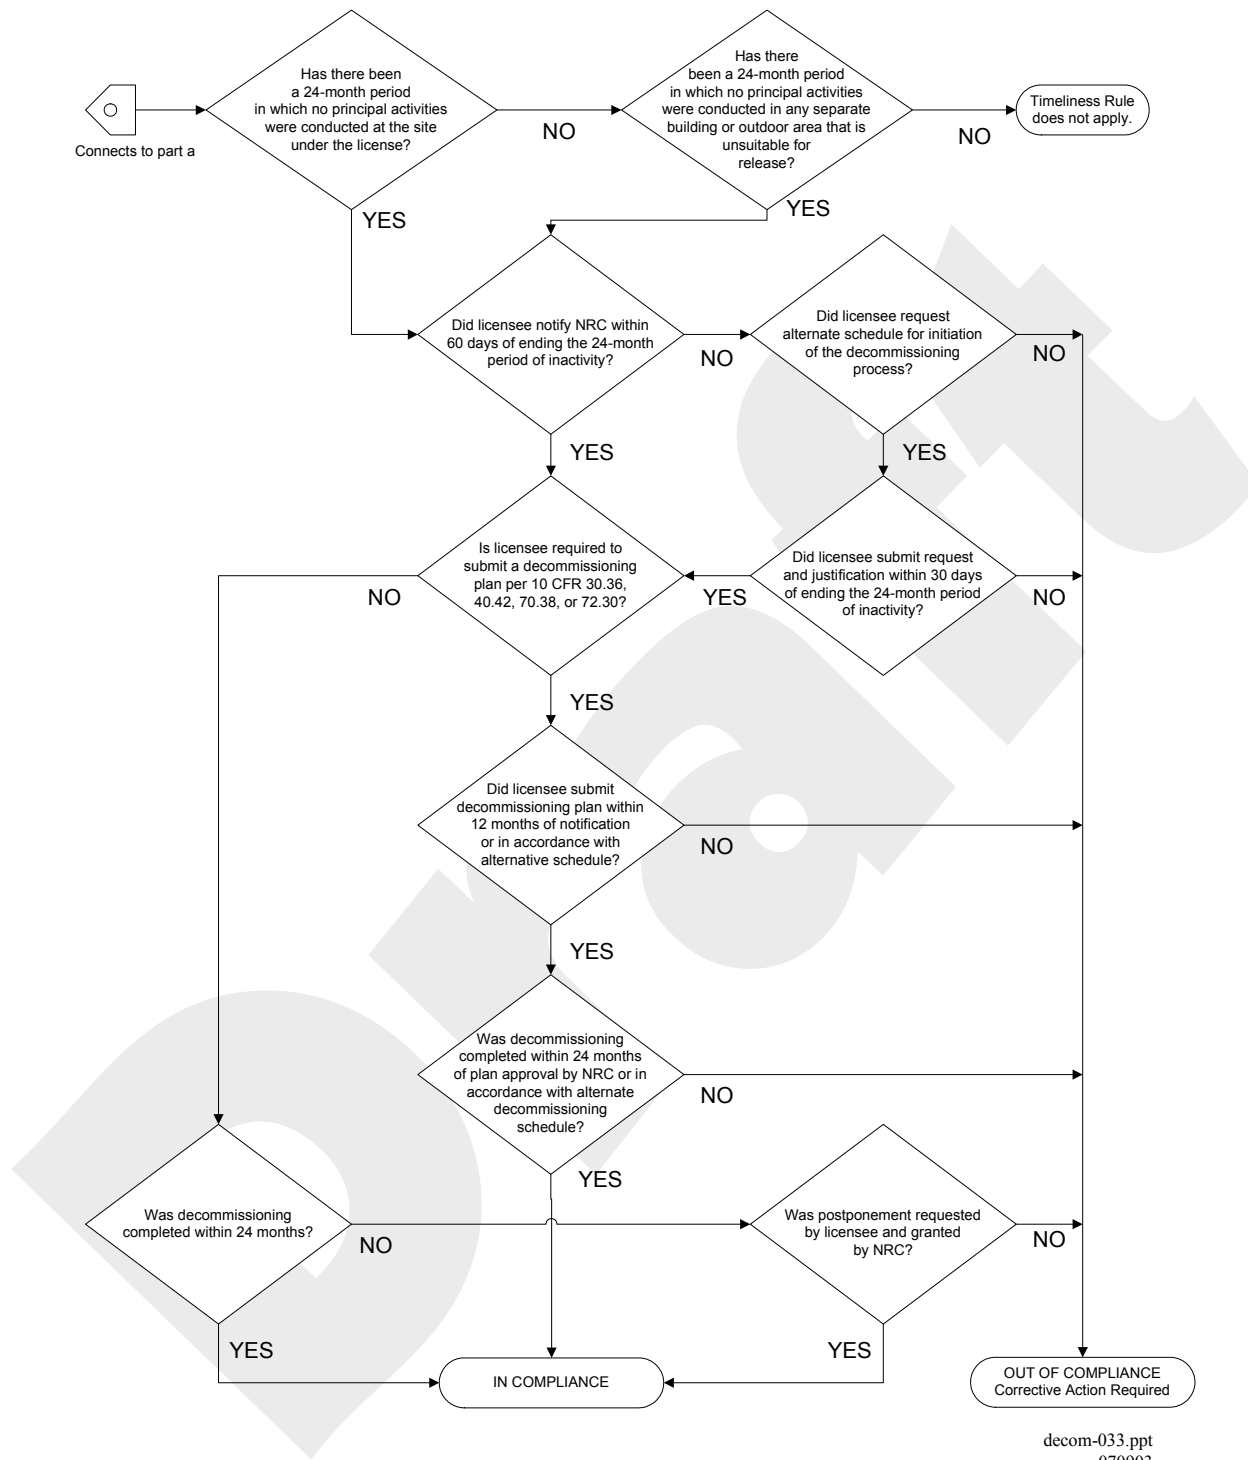 Has there been
a 24-month period
in which no principal activities
were conducted at the site
under the license?
Has there
been a 24-month period
in which no principal activities
were conducted in any separate
building or outdoor area that is
unsuitable for
release?
Timeliness Rule
does not apply.
Connects to part a
NO
NO
YES
YES
Did licensee notify NRC within
60 days of ending the 24-month
period of inactivity?
Did licensee request
alternate schedule for initiation
of the decommissioning
process?
NO
NO
YES
YES
Is licensee required to
submit a decommissioning
plan per 10 CFR 30.36,
40.42, 70.38, or 72.30?
Did licensee submit request
and justification within 30 days
of ending the 24-month period
of inactivity?
NO
YES
NO
YES
Did licensee submit
decommissioning plan within
12 months of notification
or in accordance with
alternative schedule?
NO
YES
Was decommissioning
completed within 24 months
of plan approval by NRC or in
accordance with alternate
decommissioning
schedule?
NO
YES
Was decommissioning
completed within 24 months?
Was postponement requested
by licensee and granted
by NRC?
NO
NO
YES
YES
IN COMPLIANCE
OUT OF COMPLIANCE
Corrective Action Required
Draft
decom-033.ppt